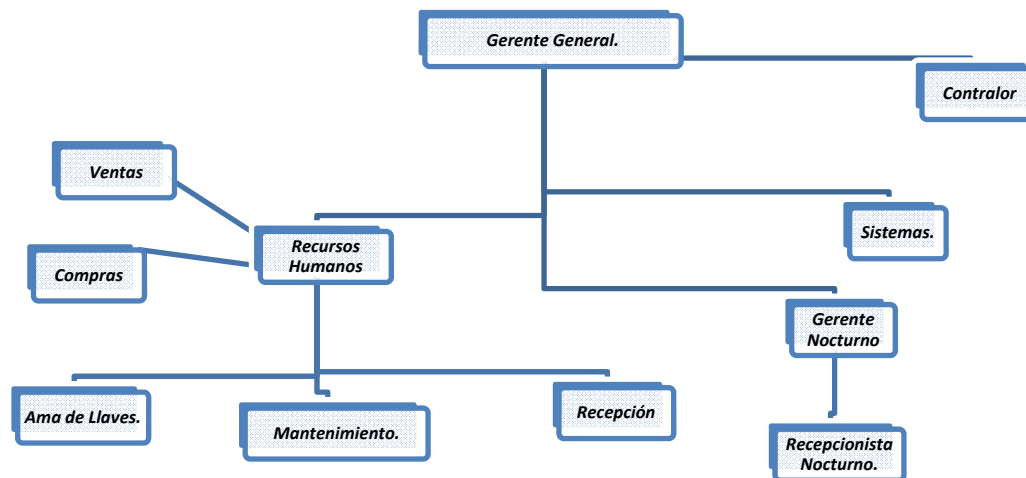 Gerente General.
Contralor
Ventas
Sistemas.
Recursos
Humanos
Compras
Gerente
Nocturno
Ama de Llaves.
Mantenimiento.
Recepción
Recepcionista
Nocturno.